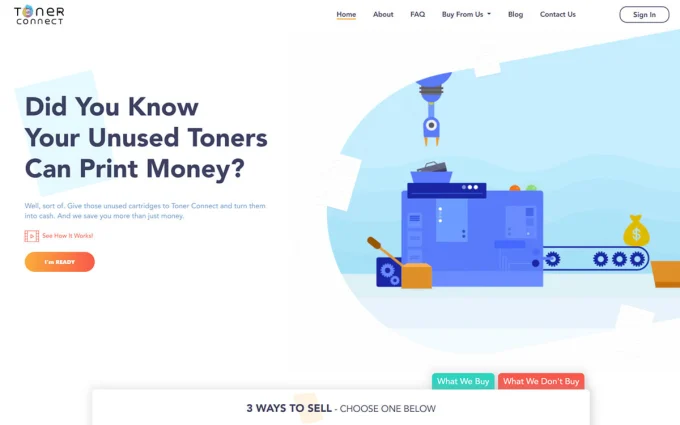 TONER
CONNECT
Home
About
FAQ
Buy From Us
Blog
Contact Us
Sign In
Did You Know
Your Unused Toners
Can Print Money?
Well, sort of. Give those unused cartridges to Toner Connect and turn them
into cash. And we save you more than just money.
See How It Works!
I'm READY
$
What We Buy
What We Don't Buy
3 WAYS TO SELL - CHOOSE ONE BELOW